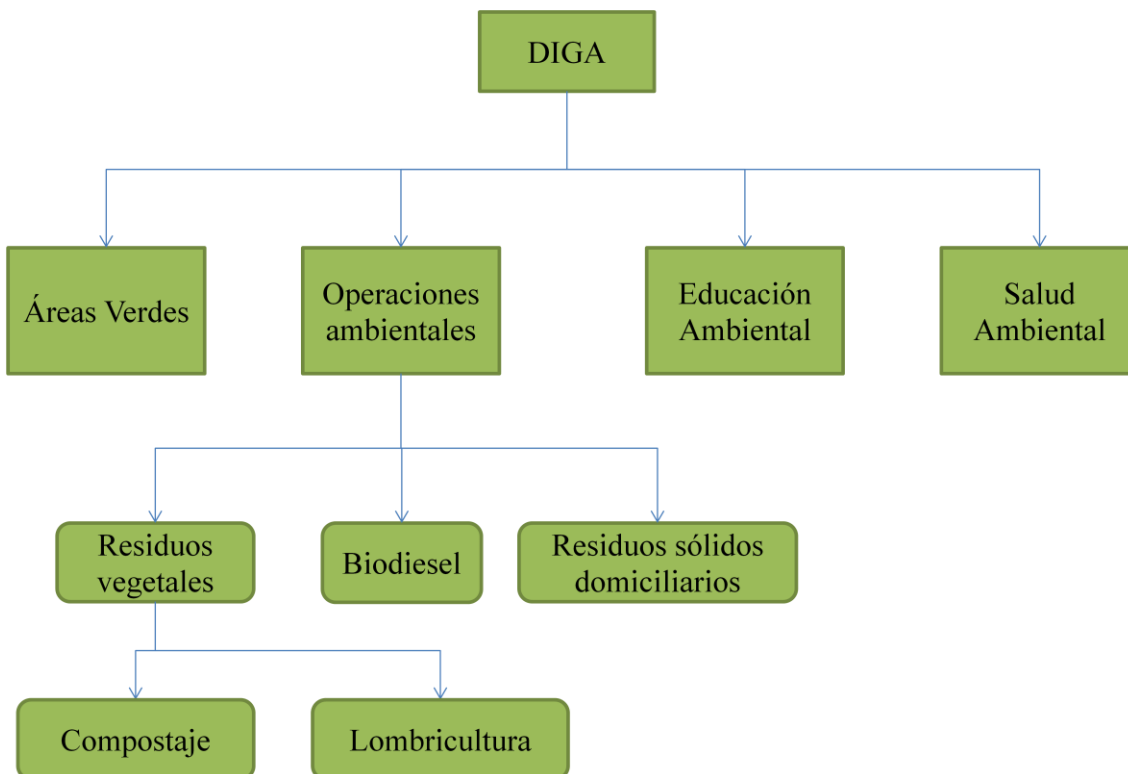 DIGA
Áreas Verdes
Operaciones
ambientales
Educación
Ambiental
Salud
Ambiental
Residuos
vegetales
Biodiesel
Residuos sólidos
domiciliarios
Compostaje
Lombricultura